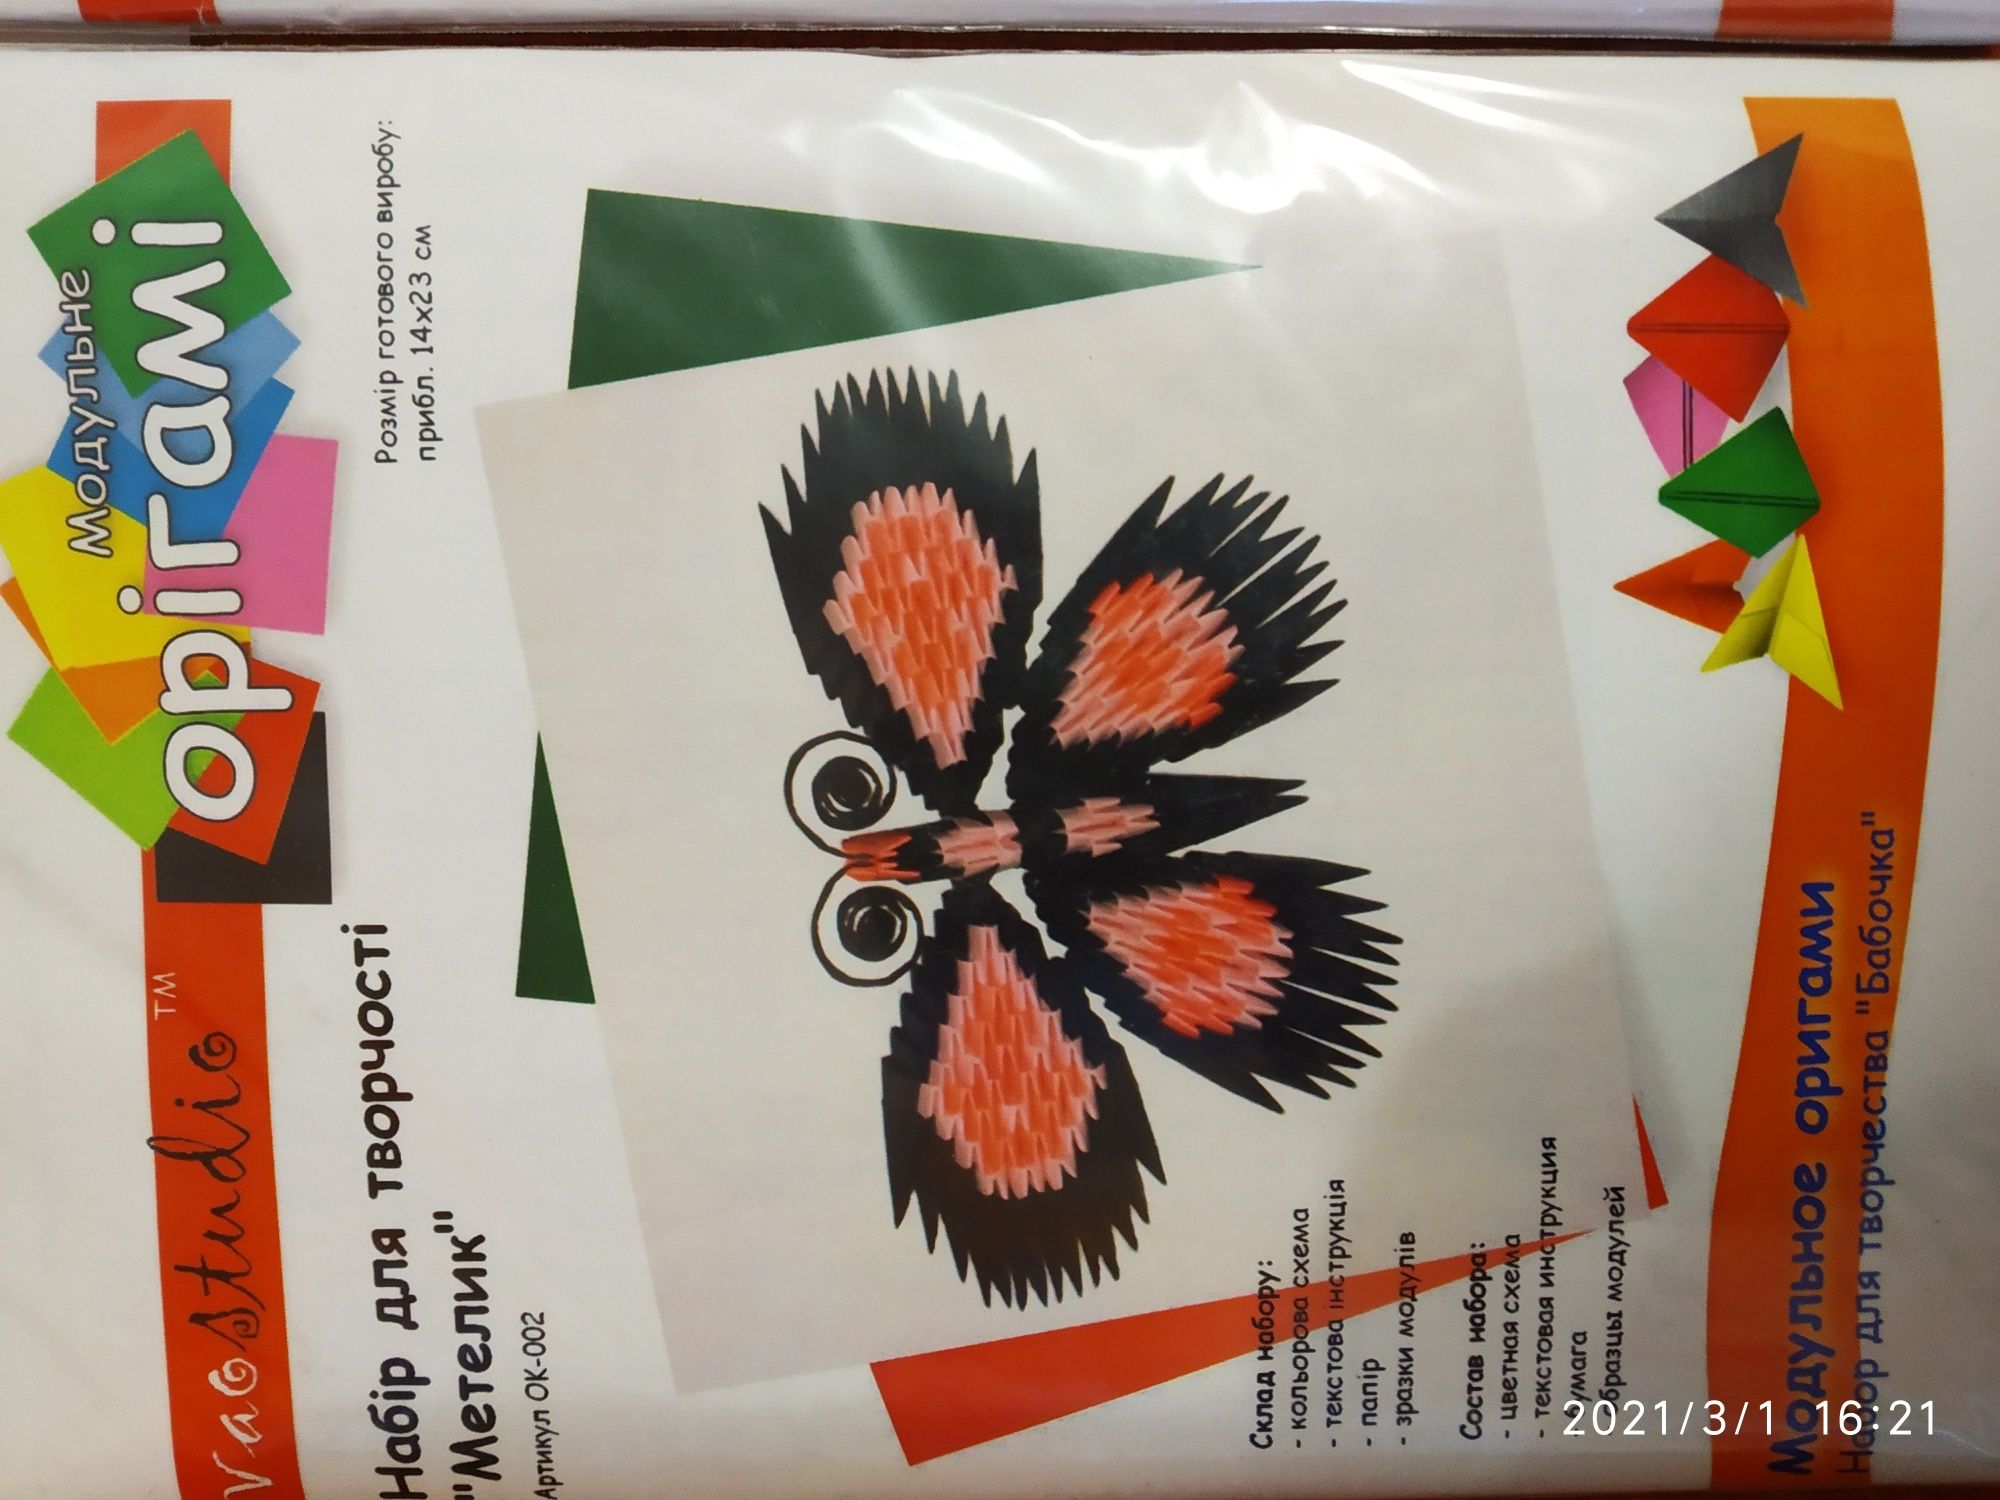 модульне
орігамі
vaostudio™
Набір для творчості
"Метелик"
Артикул ОК-002
Розмір готового виробу:
прибл. 14х23 см
Склад набору:
- кольорова схема
- текстова інструкція
- папір
- зразки модулів
Состав набора:
- цветная схема
- текстовая инструкция
образцы модулей
Модульное оригами
Набор для творчества "Бабочка"
2021/3/1 16:21